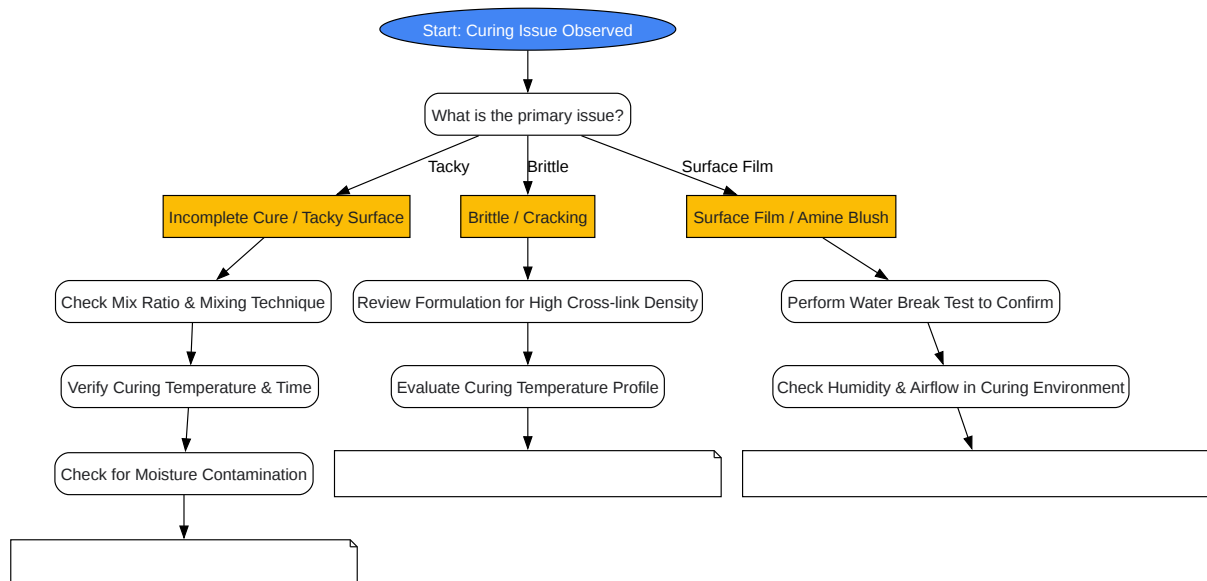 Start: Curing Issue Observed
What is the primary issue?
Tacky
Brittle
Surface Film
Incomplete Cure / Tacky Surface
Brittle / Cracking
Surface Film / Amine Blush
Check Mix Ratio & Mixing Technique
Review Formulation for High Cross-link Density
Perform Water Break Test to Confirm
Verify Curing Temperature & Time
Evaluate Curing Temperature Profile
Check Humidity & Airflow in Curing Environment
Check for Moisture Contamination